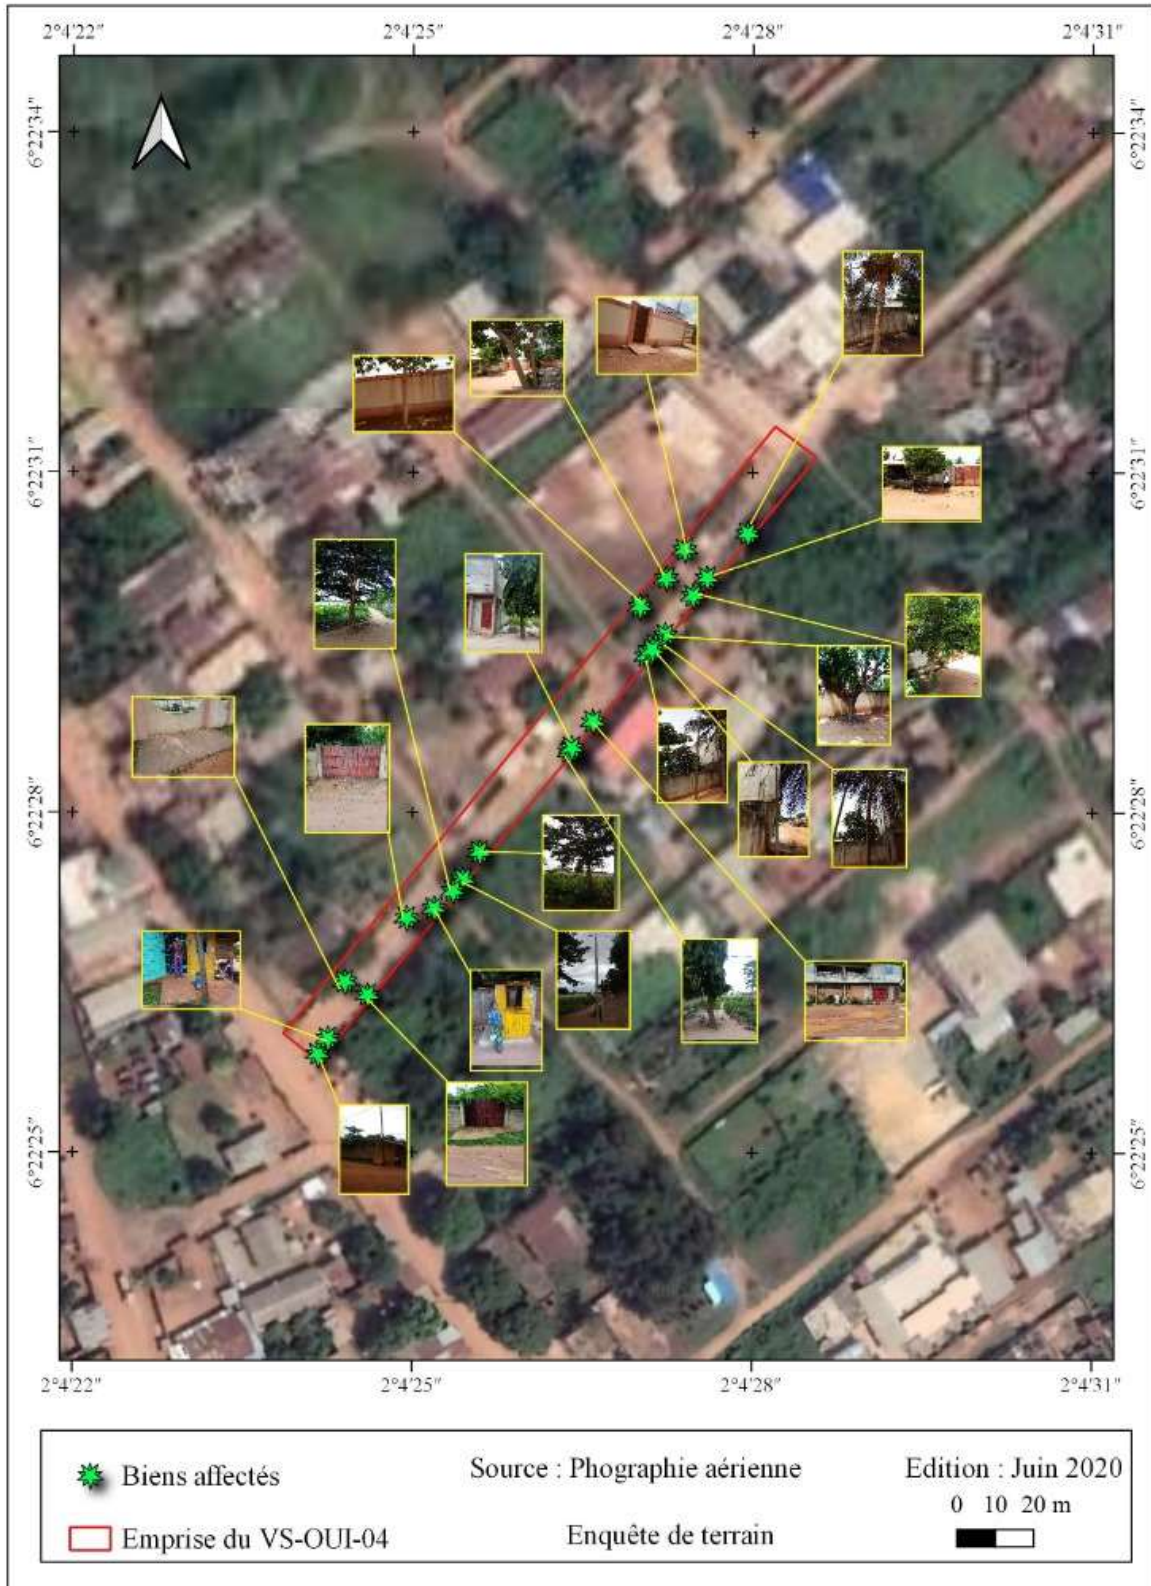 2°4'22" 2°4'25" 2°4'28" 2°4'31"
6°22'34" 6°22'34"
6°22'31" 6°22'31"
6°22'28" 6°22'28"
6°22'25" 6°22'25"
2°4'22" 2°4'25" 2°4'28" 2°4'31"
Biens affectés Source : Phographie aérienne Edition : Juin 2020
0 10 20 m
Emprise du VS-OUI-04 Enquête de terrain